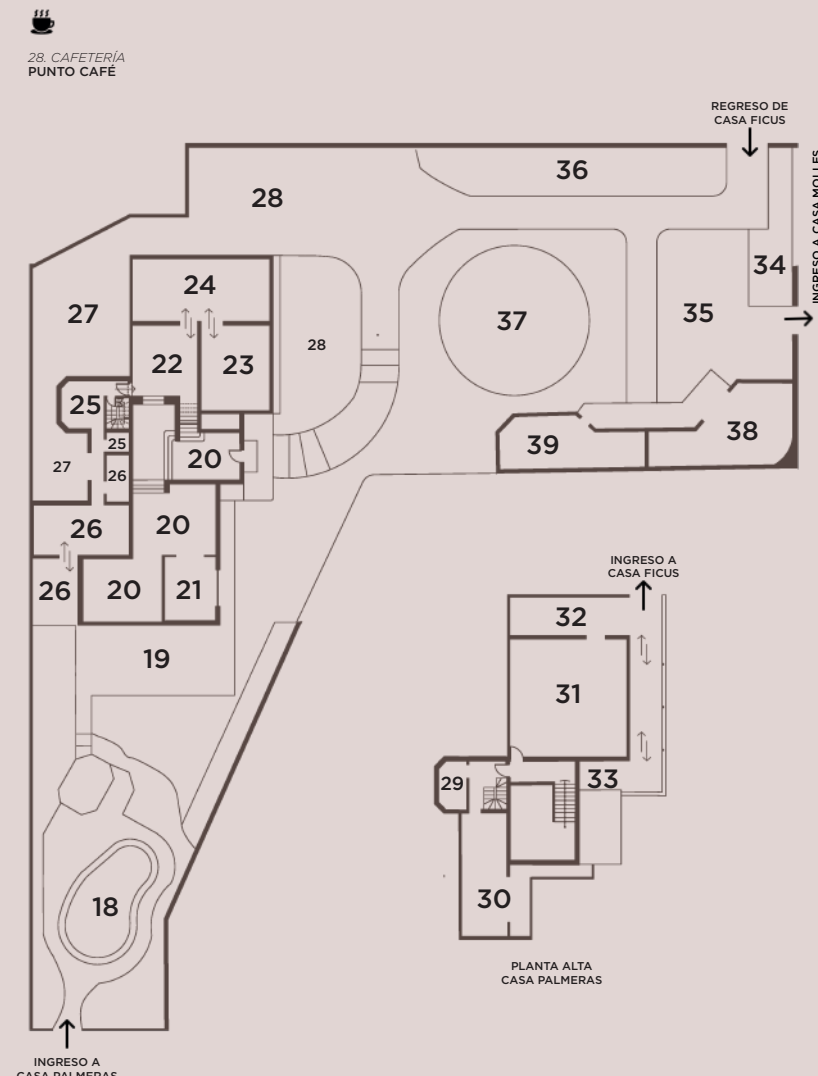 28. CAFETERÍA
PUNTO CAFÉ
REGRESO DE
CASA FICUS
INGRESO A CASA MOLLES
36
28
34
24
27
35
37
28
22
23
25
38
25
39
20
27
26
20
26
26
20
21
INGRESO A
CASA FICUS
32
19
31
33
29
30
18
PLANTA ALTA
CASA PALMERAS
INGRESO A
CASA PALMERAS